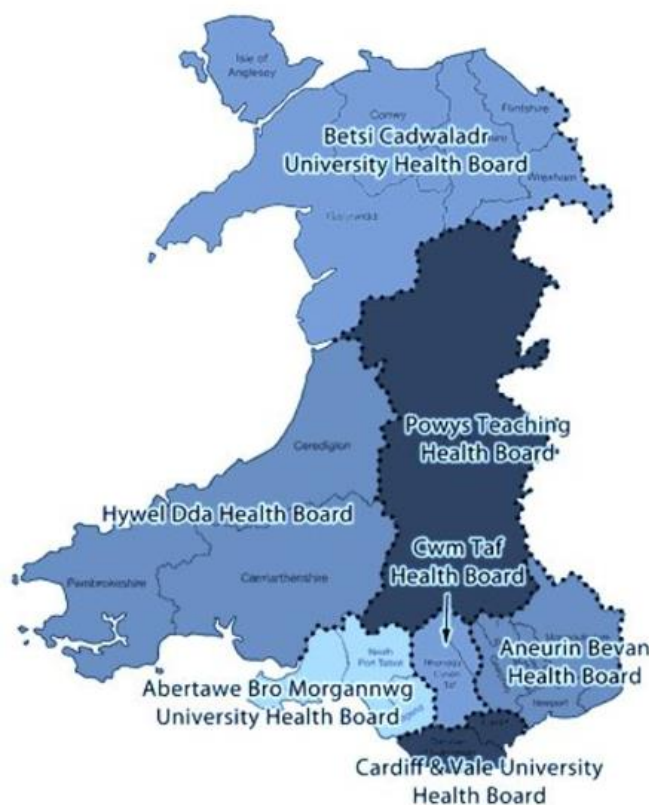 Isle of
Anglesey
Conwy
Flintshire
Betsi Cadwaladr
University Health Board
Wrexham
Gwynedd
Powys Teaching
Health Board
Ceredigion
Hywel Dda Health Board
Cwm Taf
Health Board
Pembrokeshire
Carmarthenshire
Aneurin Bevan
Health Board
Neath
Port Talbot
Rhondda
Cynon
Taf
Abertawe Bro Morgannwg
University Health Board
Newport
Cardiff & Vale University
Health Board